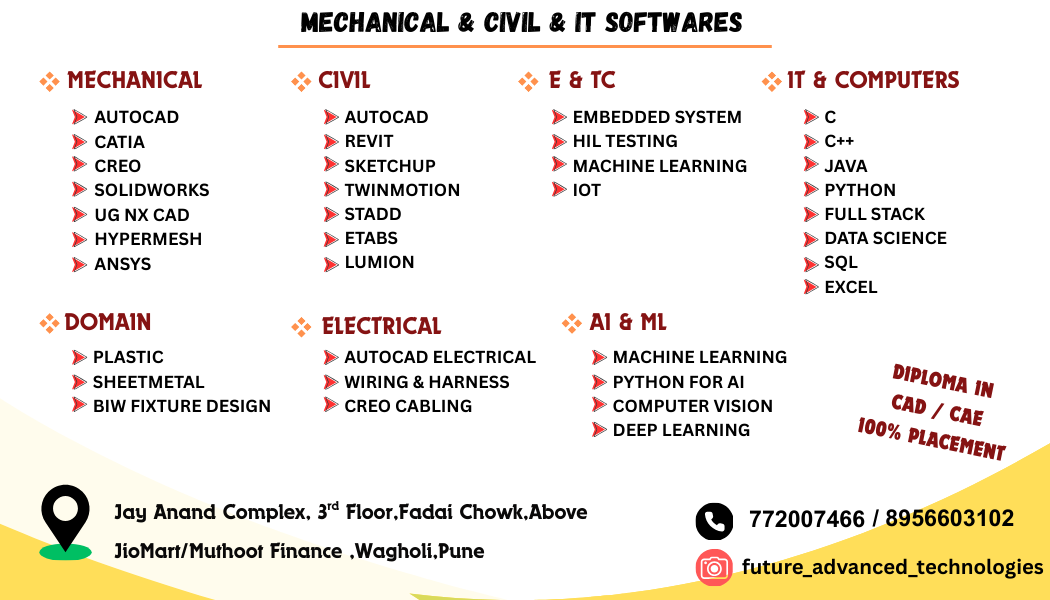 MECHANICAL & CIVIL & IT SOFTWARES
MECHANICAL
AUTOCAD
CATIA
CREO
SOLIDWORKS
UG NX CAD
HYPERMESH
ANSYS
CIVIL
AUTOCAD
REVIT
SKETCHUP
TWINMOTION
STADD
ETABS
LUMION
E & TC
EMBEDDED SYSTEM
HIL TESTING
MACHINE LEARNING
IOT
IT & COMPUTERS
C
C++
JAVA
PYTHON
FULL STACK
DATA SCIENCE
SQL
EXCEL
DOMAIN
PLASTIC
SHEETMETAL
BIW FIXTURE DESIGN
ELECTRICAL
AUTOCAD ELECTRICAL
WIRING & HARNESS
CREO CABLING
AI & ML
MACHINE LEARNING
PYTHON FOR AI
COMPUTER VISION
DEEP LEARNING
DIPLOMA IN
CAD / CAE
100% PLACEMENT
Jay Anand Complex, 3rd Floor,Fadai Chowk,Above
JioMart/Muthoot Finance ,Wagholi,Pune
772007466 / 8956603102
future_advanced_technologies